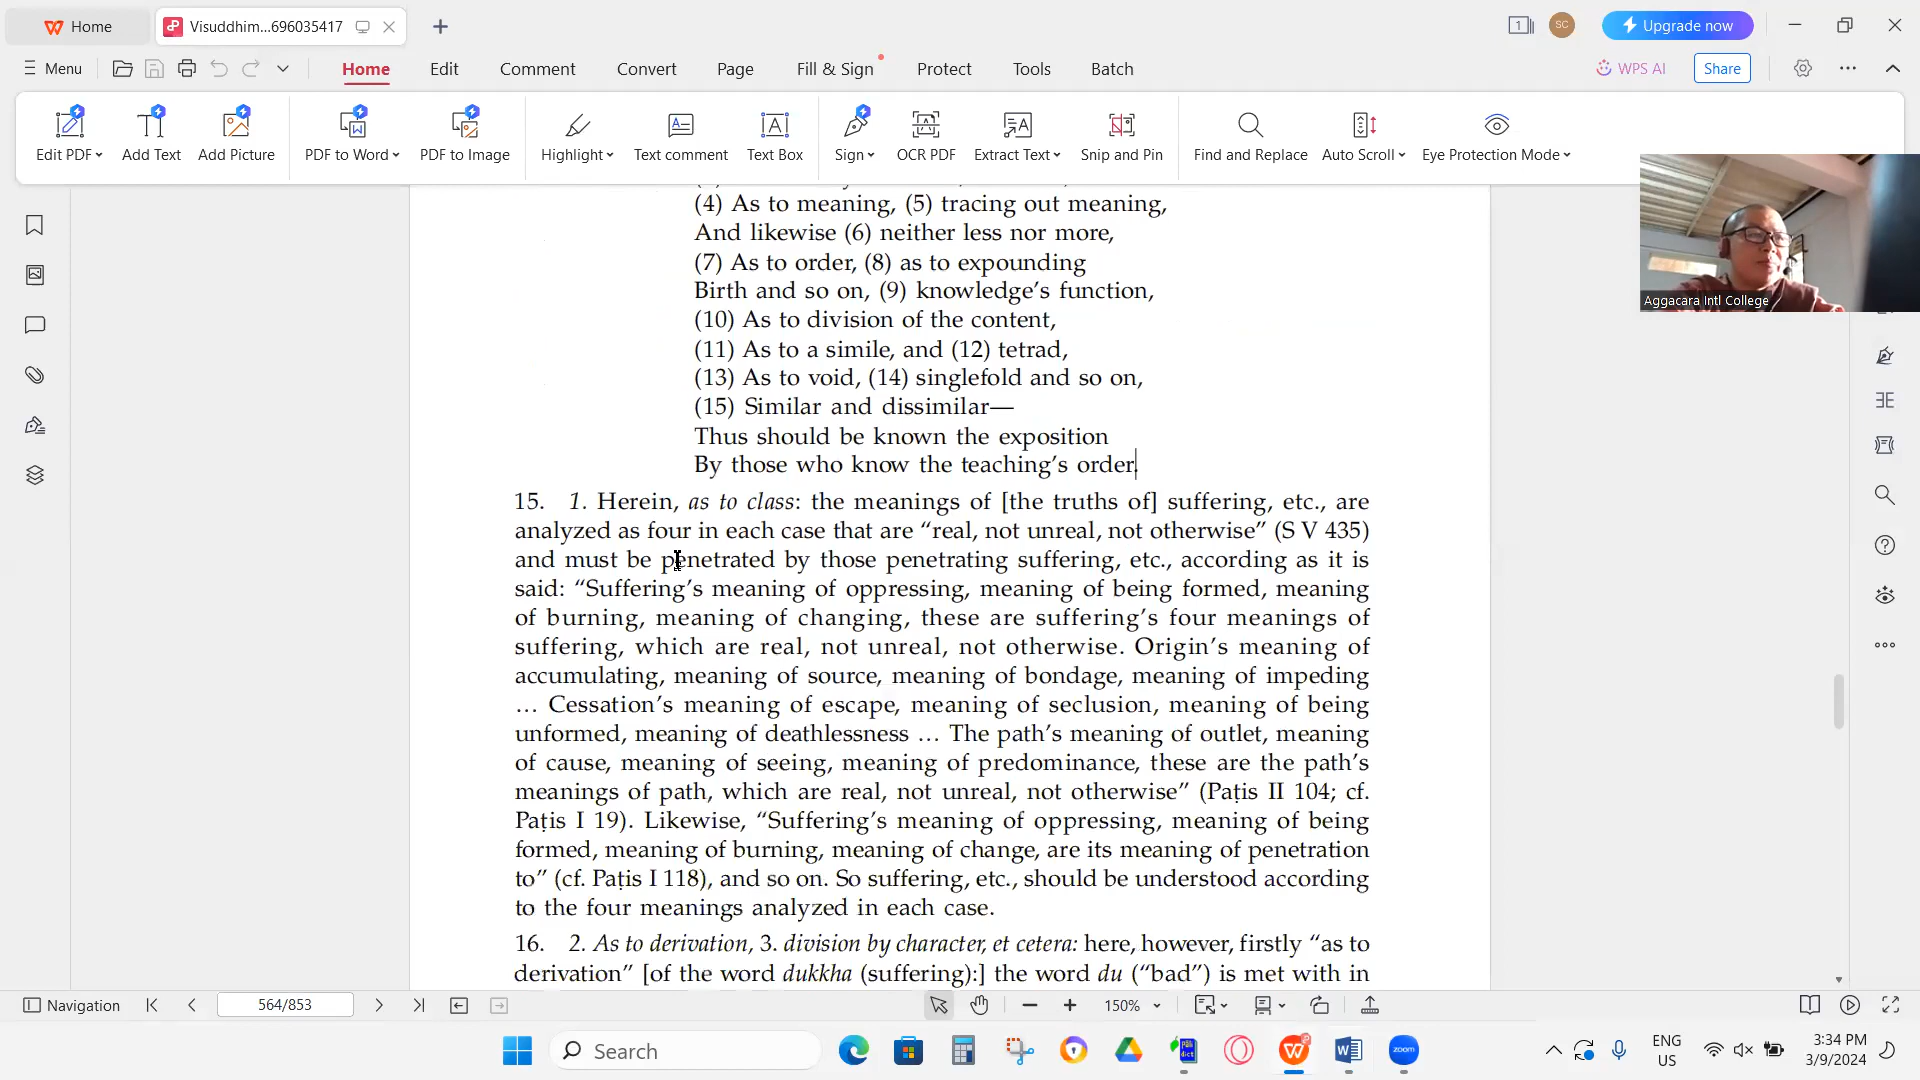 Home
Visuddhim...696035417
1
SC
Upgrade now
Menu
Home
Edit
Comment
Convert
Page
Fill & Sign
Protect
Tools
Batch
WPS AI
Share
Edit PDF
Add Text
Add Picture
PDF to Word
PDF to Image
Highlight
Text comment
Text Box
Sign
OCR PDF
Extract Text
Snip and Pin
Find and Replace
Auto Scroll
Eye Protection Mode
Aggacara Intl College
(4) As to meaning, (5) tracing out meaning,
And likewise (6) neither less nor more,
(7) As to order, (8) as to expounding
Birth and so on, (9) knowledge's function,
(10) As to division of the content,
(11) As to a simile, and (12) tetrad,
(13) As to void, (14) singlefold and so on,
(15) Similar and dissimilar—
Thus should be known the exposition
By those who know the teaching's order.
15. 1. Herein, as to class: the meanings of [the truths of] suffering, etc., are
analyzed as four in each case that are “real, not unreal, not otherwise” (S V 435)
and must be penetrated by those penetrating suffering, etc., according as it is
said: “Suffering’s meaning of oppressing, meaning of being formed, meaning
of burning, meaning of changing, these are suffering’s four meanings of
suffering, which are real, not unreal, not otherwise. Origin’s meaning of
accumulating, meaning of source, meaning of bondage, meaning of impeding
… Cessation’s meaning of escape, meaning of seclusion, meaning of being
unformed, meaning of deathlessness … The path’s meaning of outlet, meaning
of cause, meaning of seeing, meaning of predominance, these are the path’s
meanings of path, which are real, not unreal, not otherwise” (Paṭis II 104; cf.
Paṭis I 19). Likewise, “Suffering’s meaning of oppressing, meaning of being
formed, meaning of burning, meaning of change, are its meaning of penetration
to” (cf. Paṭis I 118), and so on. So suffering, etc., should be understood according
to the four meanings analyzed in each case.
16. 2. As to derivation, 3. division by character, et cetera: here, however, firstly “as to
derivation” [of the word dukkha (suffering):] the word du (“bad”) is met with in
Navigation
564/853
150%
Search
zoom
ENG
US
3:34 PM
3/9/2024